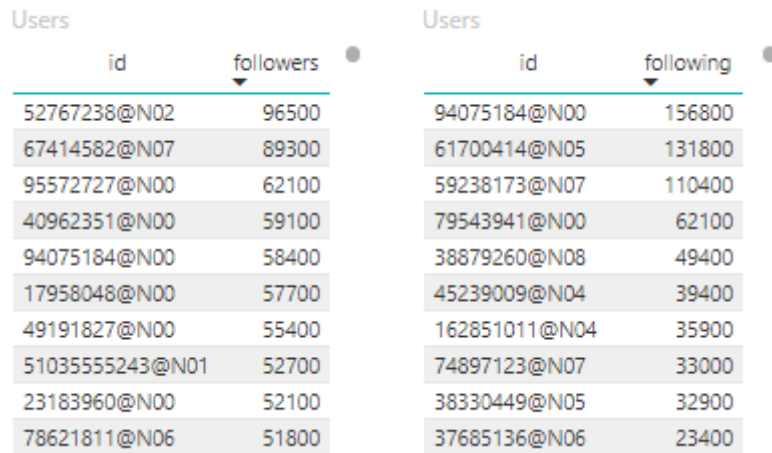 Users
id followers
52767238@N02 96500
67414582@N07 89300
95572727@N00 62100
40962351@N00 59100
94075184@N00 58400
17958048@N00 57700
49191827@N00 55400
51035555243@N01 52700
23183960@N00 52100
78621811@N06 51800
Users
id following
94075184@N00 156800
61700414@N05 131800
59238173@N07 110400
79543941@N00 62100
38879260@N08 49400
45239009@N04 39400
162851011@N04 35900
74897123@N07 33000
38330449@N05 32900
37685136@N06 23400